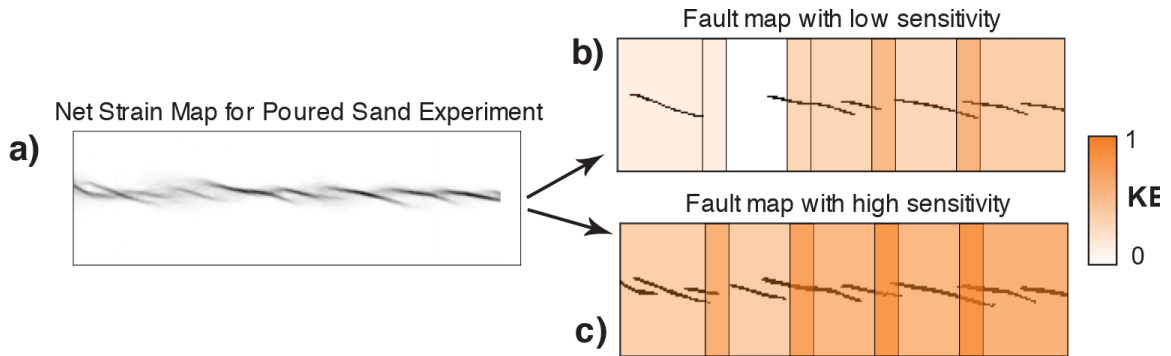 Fault map with low sensitivity
b)
Net Strain Map for Poured Sand Experiment
a)
1
KE
0
Fault map with high sensitivity
c)